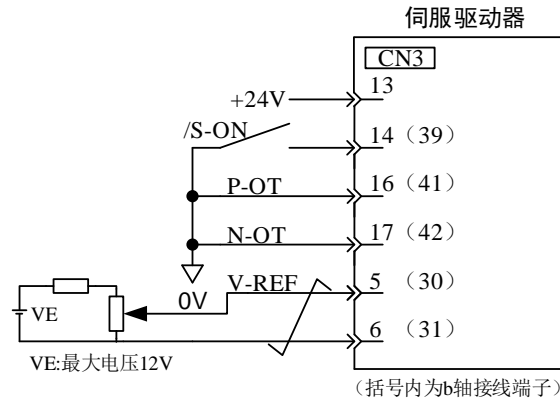 伺服驱动器
CN3
+24V 13
/S-ON 14（39）
P-OT 16（41）
N-OT 17（42）
0V V-REF 5（30）
VE 6（31）
VE:最大电压12V
（括号内为b轴接线端子）